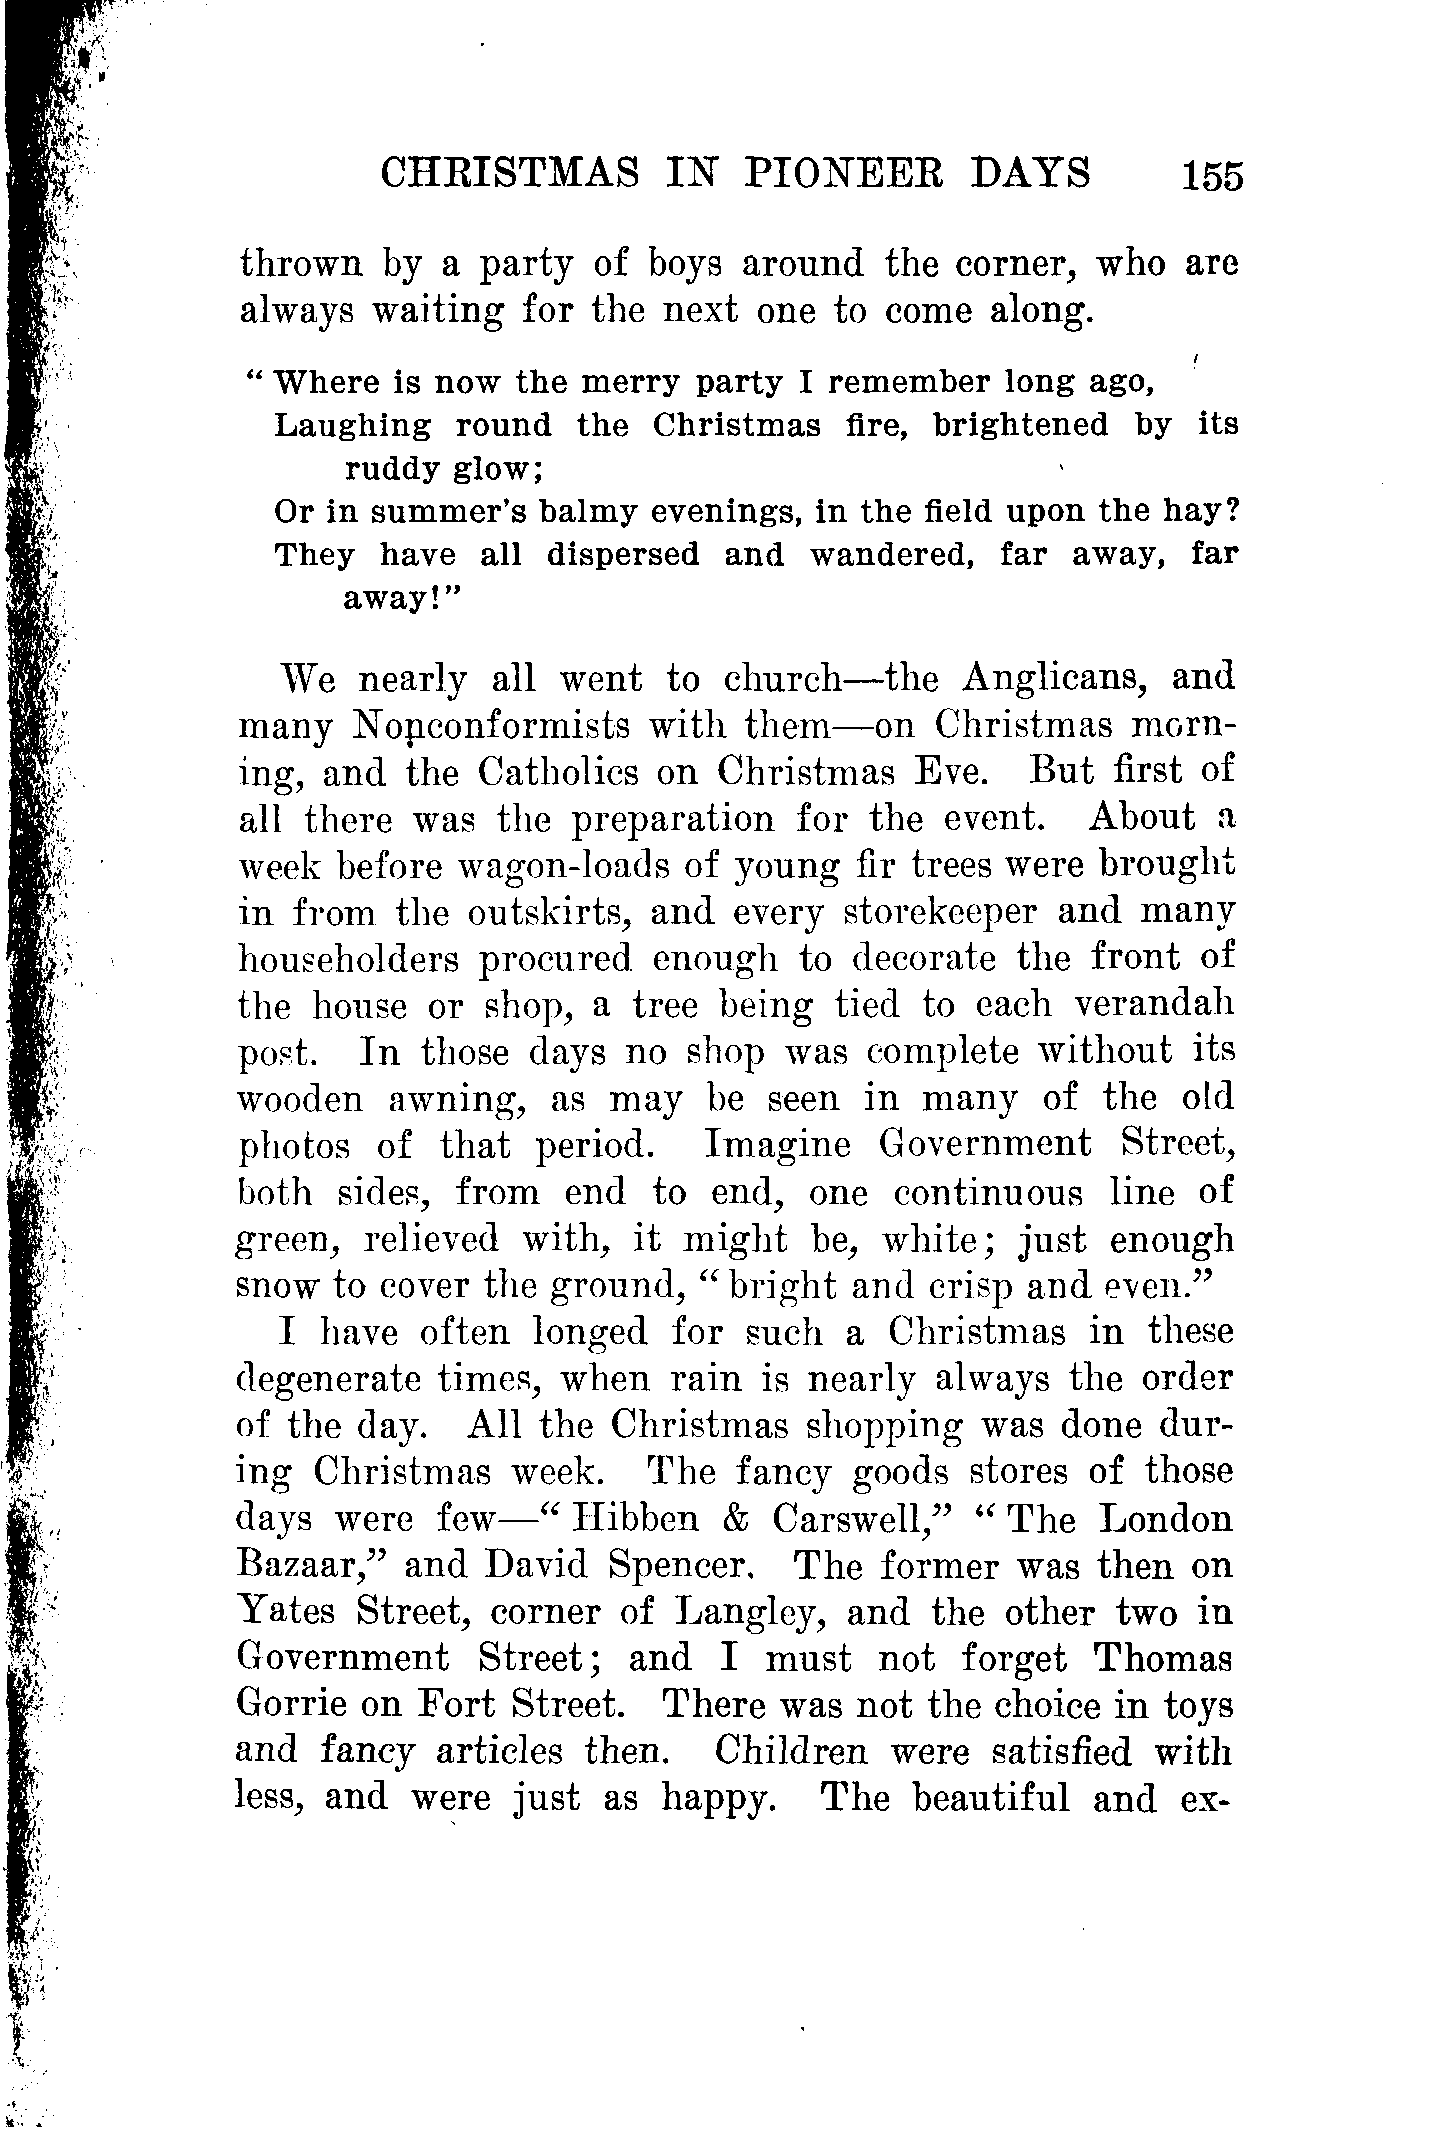 CHRISTMAS IN PIONEER DAYS 155
thrown by a party of boys around the corner, who are
always waiting for the next one to come along.
“ Where is now the merry party I remember long ago,
Laughing round the Christmas fire, brightened by its
ruddy glow;
Or in summer’s balmy evenings, in the field upon the hay?
They have all dispersed and wandered, far away, far
away!”
We nearly all went to church—the Anglicans, and
many Nonconformists with them—on Christmas morn-
ing, and the Catholics on Christmas Eve. But first of
all there was the preparation for the event. About a
week before wagon-loads of young fir trees were brought
in from the outskirts, and every storekeeper and many
householders procured enough to decorate the front of
the house or shop, a tree being tied to each verandah
post. In those days no shop was complete without its
wooden awning, as may be seen in many of the old
photos of that period. Imagine Government Street,
both sides, from end to end, one continuous line of
green, relieved with, it might be, white; just enough
snow to cover the ground, “ bright and crisp and even.”
I have often longed for such a Christmas in these
degenerate times, when rain is nearly always the order
of the day. All the Christmas shopping was done dur-
ing Christmas week. The fancy goods stores of those
days were few—“ Hibben & Carswell,” “ The London
Bazaar,” and David Spencer. The former was then on
Yates Street, corner of Langley, and the other two in
Government Street; and I must not forget Thomas
Gorrie on Fort Street. There was not the choice in toys
and fancy articles then. Children were satisfied with
less, and were just as happy. The beautiful and ex-